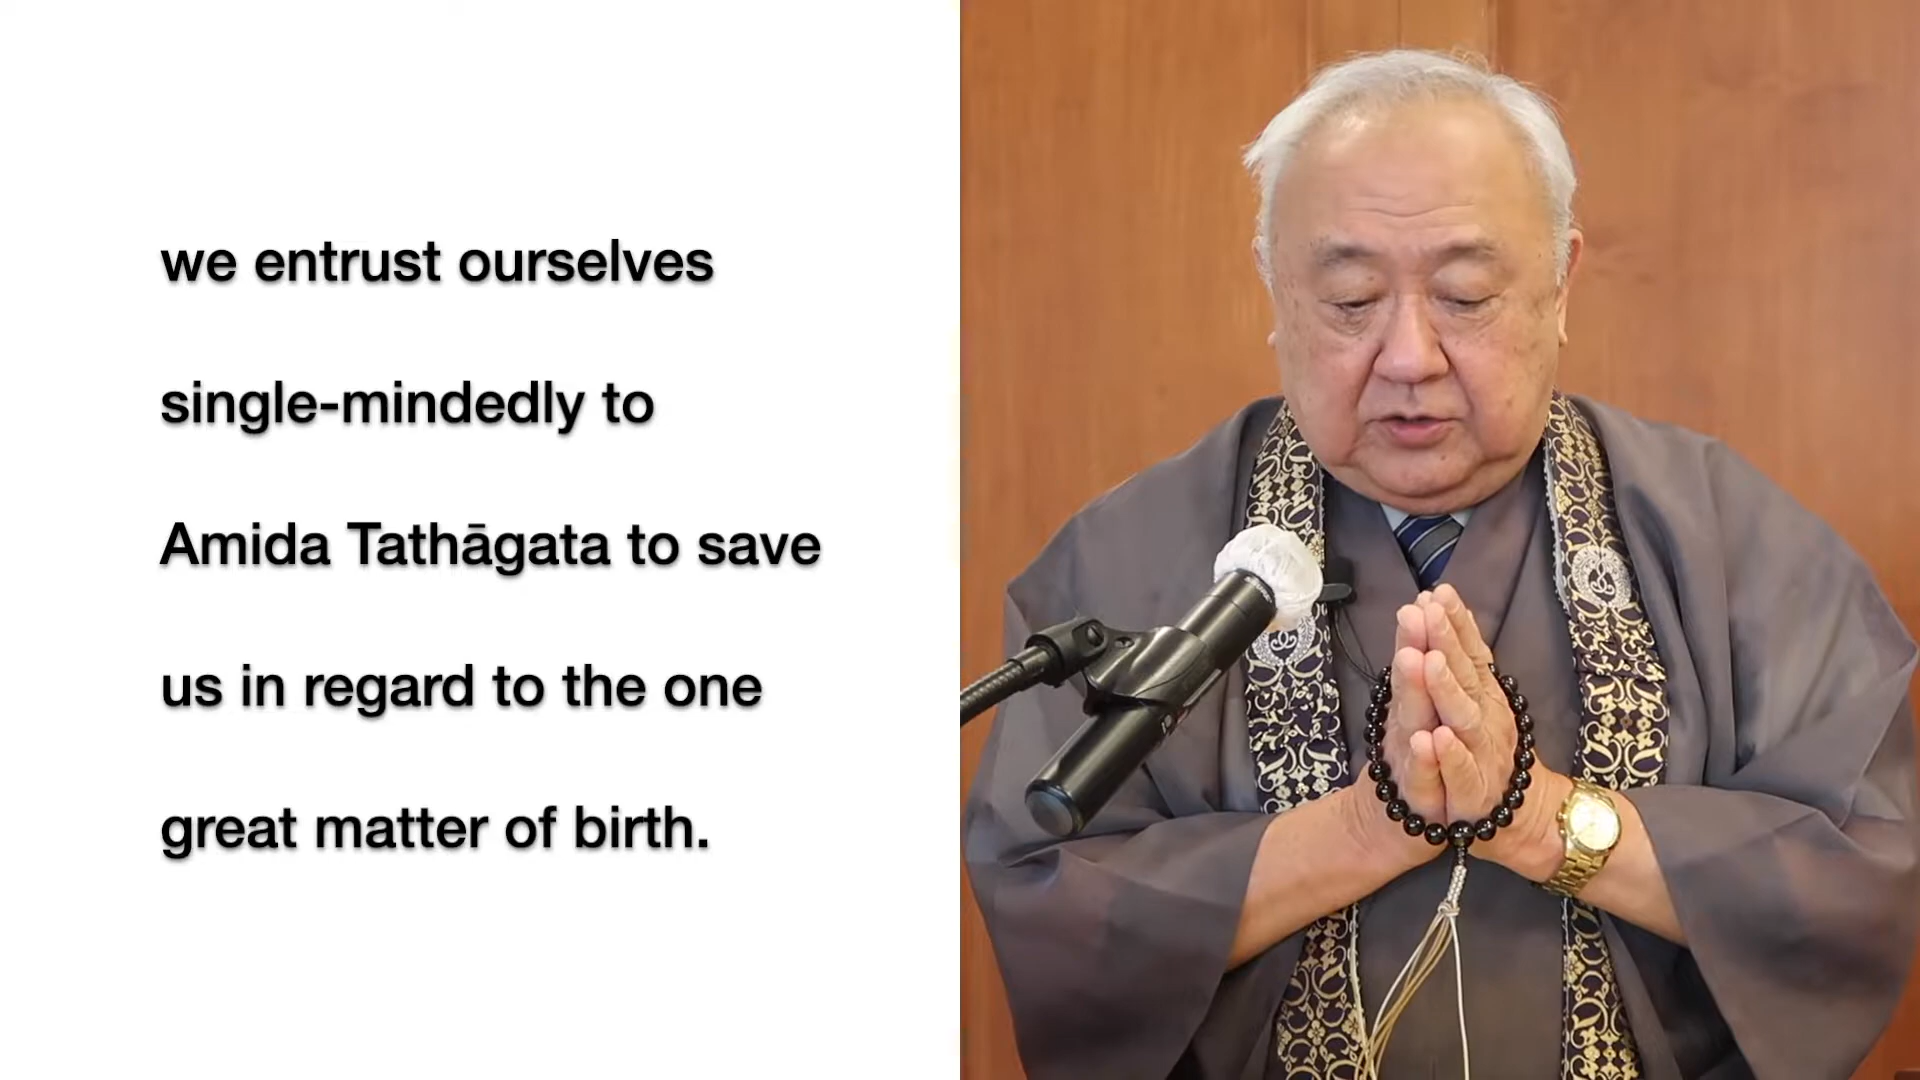 we entrust ourselves
single-mindedly to
Amida Tathāgata to save
us in regard to the one
great matter of birth.